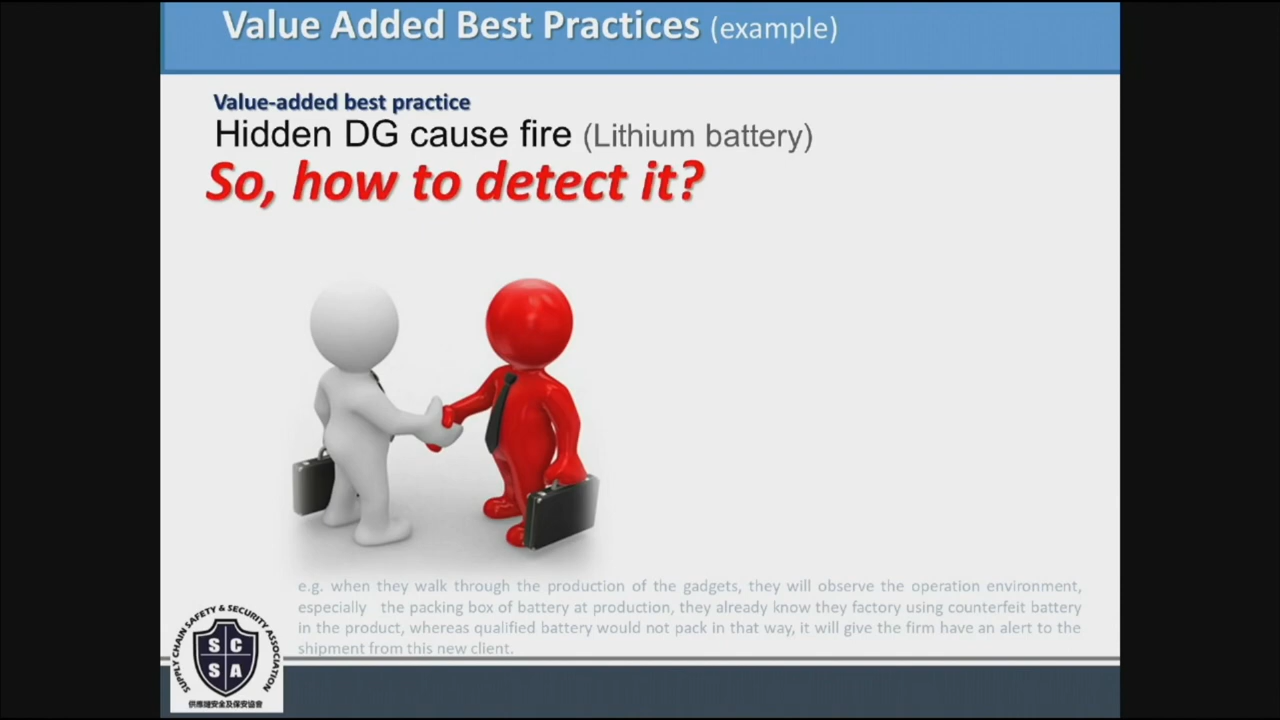 Value Added Best Practices (example)
Value-added best practice
Hidden DG cause fire (Lithium battery)
So, how to detect it?
e.g. when they walk through the production of the gadgets, they will observe the operation environment,
especially the packing box of battery at production, they already know they factory using counterfeit battery
in the product, whereas qualified battery would not pack in that way, it will give the firm have an alert to the
shipment from this new client.
SUPPLY CHAIN SAFETY & SECURITY ASSOCIATION
S C
S A
供應鏈安全及保安協會